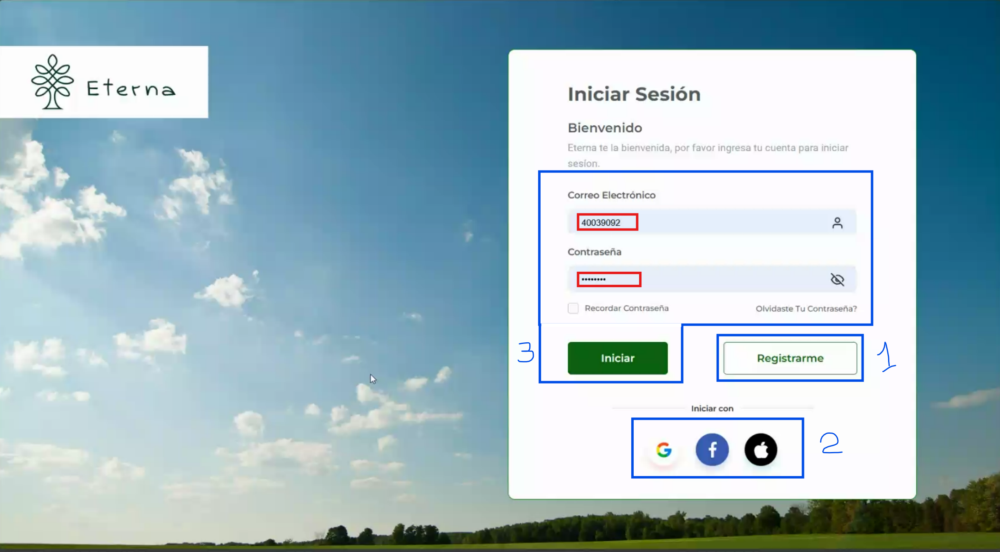 Eterna
Iniciar Sesión
Bienvenido
Eterna te la bienvenida, por favor ingresa tu cuenta para iniciar
sesíon.
Correo Electrónico
40039092
Contraseña
••••••••
Recordar Contraseña
Olvidaste Tu Contraseña?
3
Iniciar
Registrarme
1
Iniciar con
G
f
2